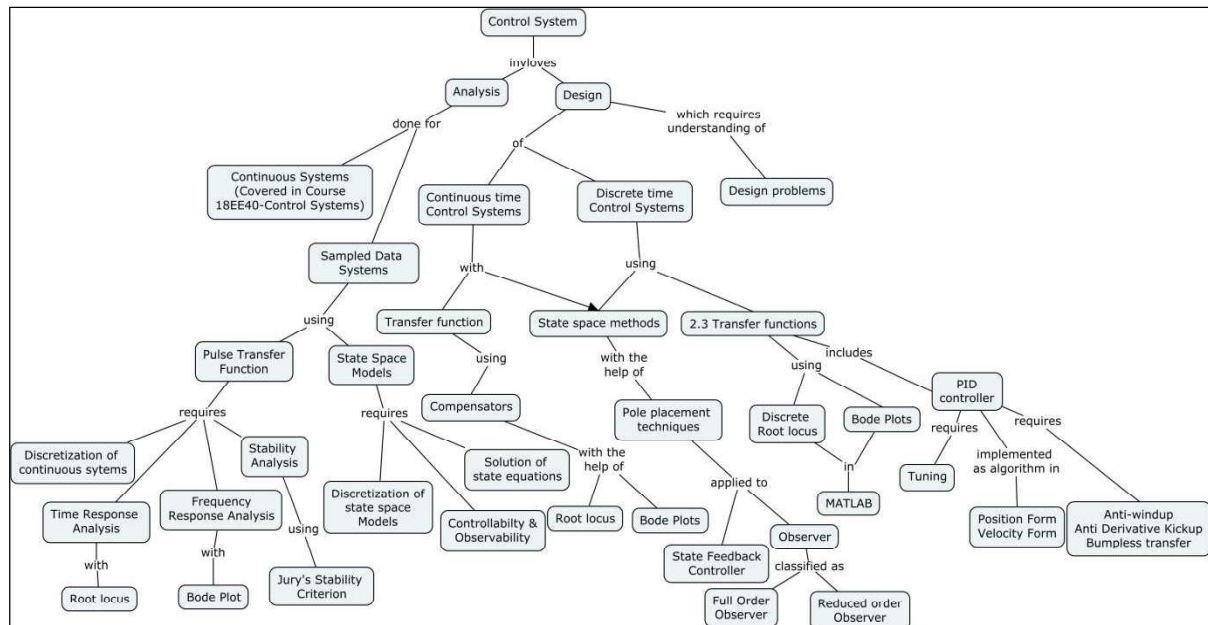 Control System
invloves
Analysis
Design
which requires
understanding of
done for
of
Continuous Systems
(Covered in Course
18EE40-Control Systems)
Continuous time
Control Systems
Discrete time
Control Systems
Design problems
Sampled Data
Systems
with
using
using
Transfer function
State space methods
2.3 Transfer functions
Pulse Transfer
Function
State Space
Models
using
with the
help of
includes
using
PID
controller
requires
requires
Compensators
Pole placement
techniques
Discrete
Root locus
Bode Plots
requires
requires
Discretization of
continuous sytems
Stability
Analysis
Solution of
state equations
with the
help of
in
Tuning
implemented
as algorithm in
Time Response
Analysis
Frequency
Response Analysis
using
Discretization of
state space
Models
Controllabilty &
Observability
Root locus
Bode Plots
applied to
MATLAB
Position Form
Velocity Form
Anti-windup
Anti Derivative Kickup
Bumpless transfer
with
with
State Feedback
Controller
Observer
classified as
Root locus
Bode Plot
Jury's Stability
Criterion
Full Order
Observer
Reduced order
Observer